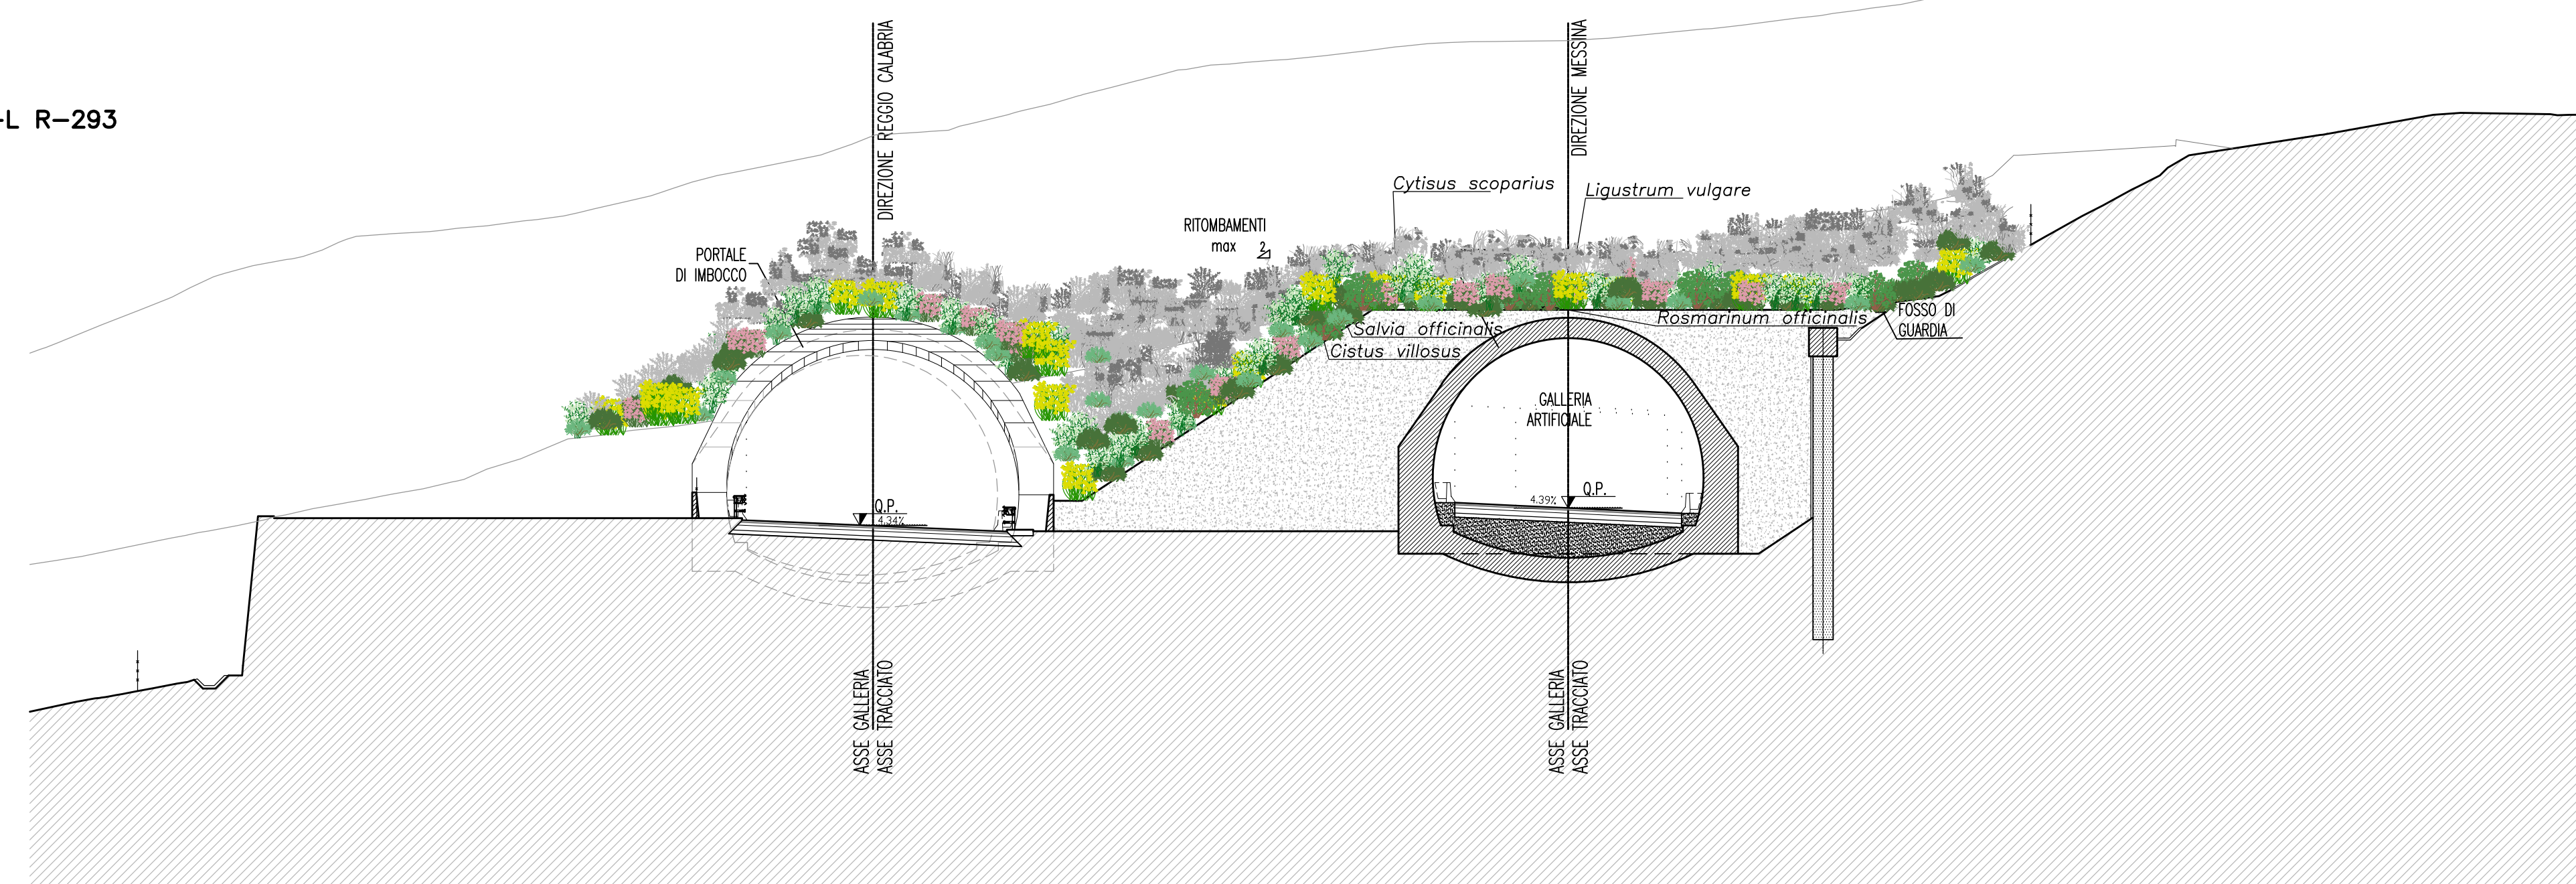 -L R-293
DIREZIONE REGGIO CALABRIA
DIREZIONE MESSINA
Cytisus scoparius
Ligustrum vulgare
RITOMBAMENTI
max
2
PORTALE
DI IMBOCCO
Salvia officinalis
Rosmarinum officinalis
Cistus villosus
FOSSO DI
GUARDIA
GALLERIA
ARTIFICIALE
Q.P.
4.34%
Q.P.
4.39%
ASSE GALLERIA
ASSE TRACCIATO
ASSE GALLERIA
ASSE TRACCIATO